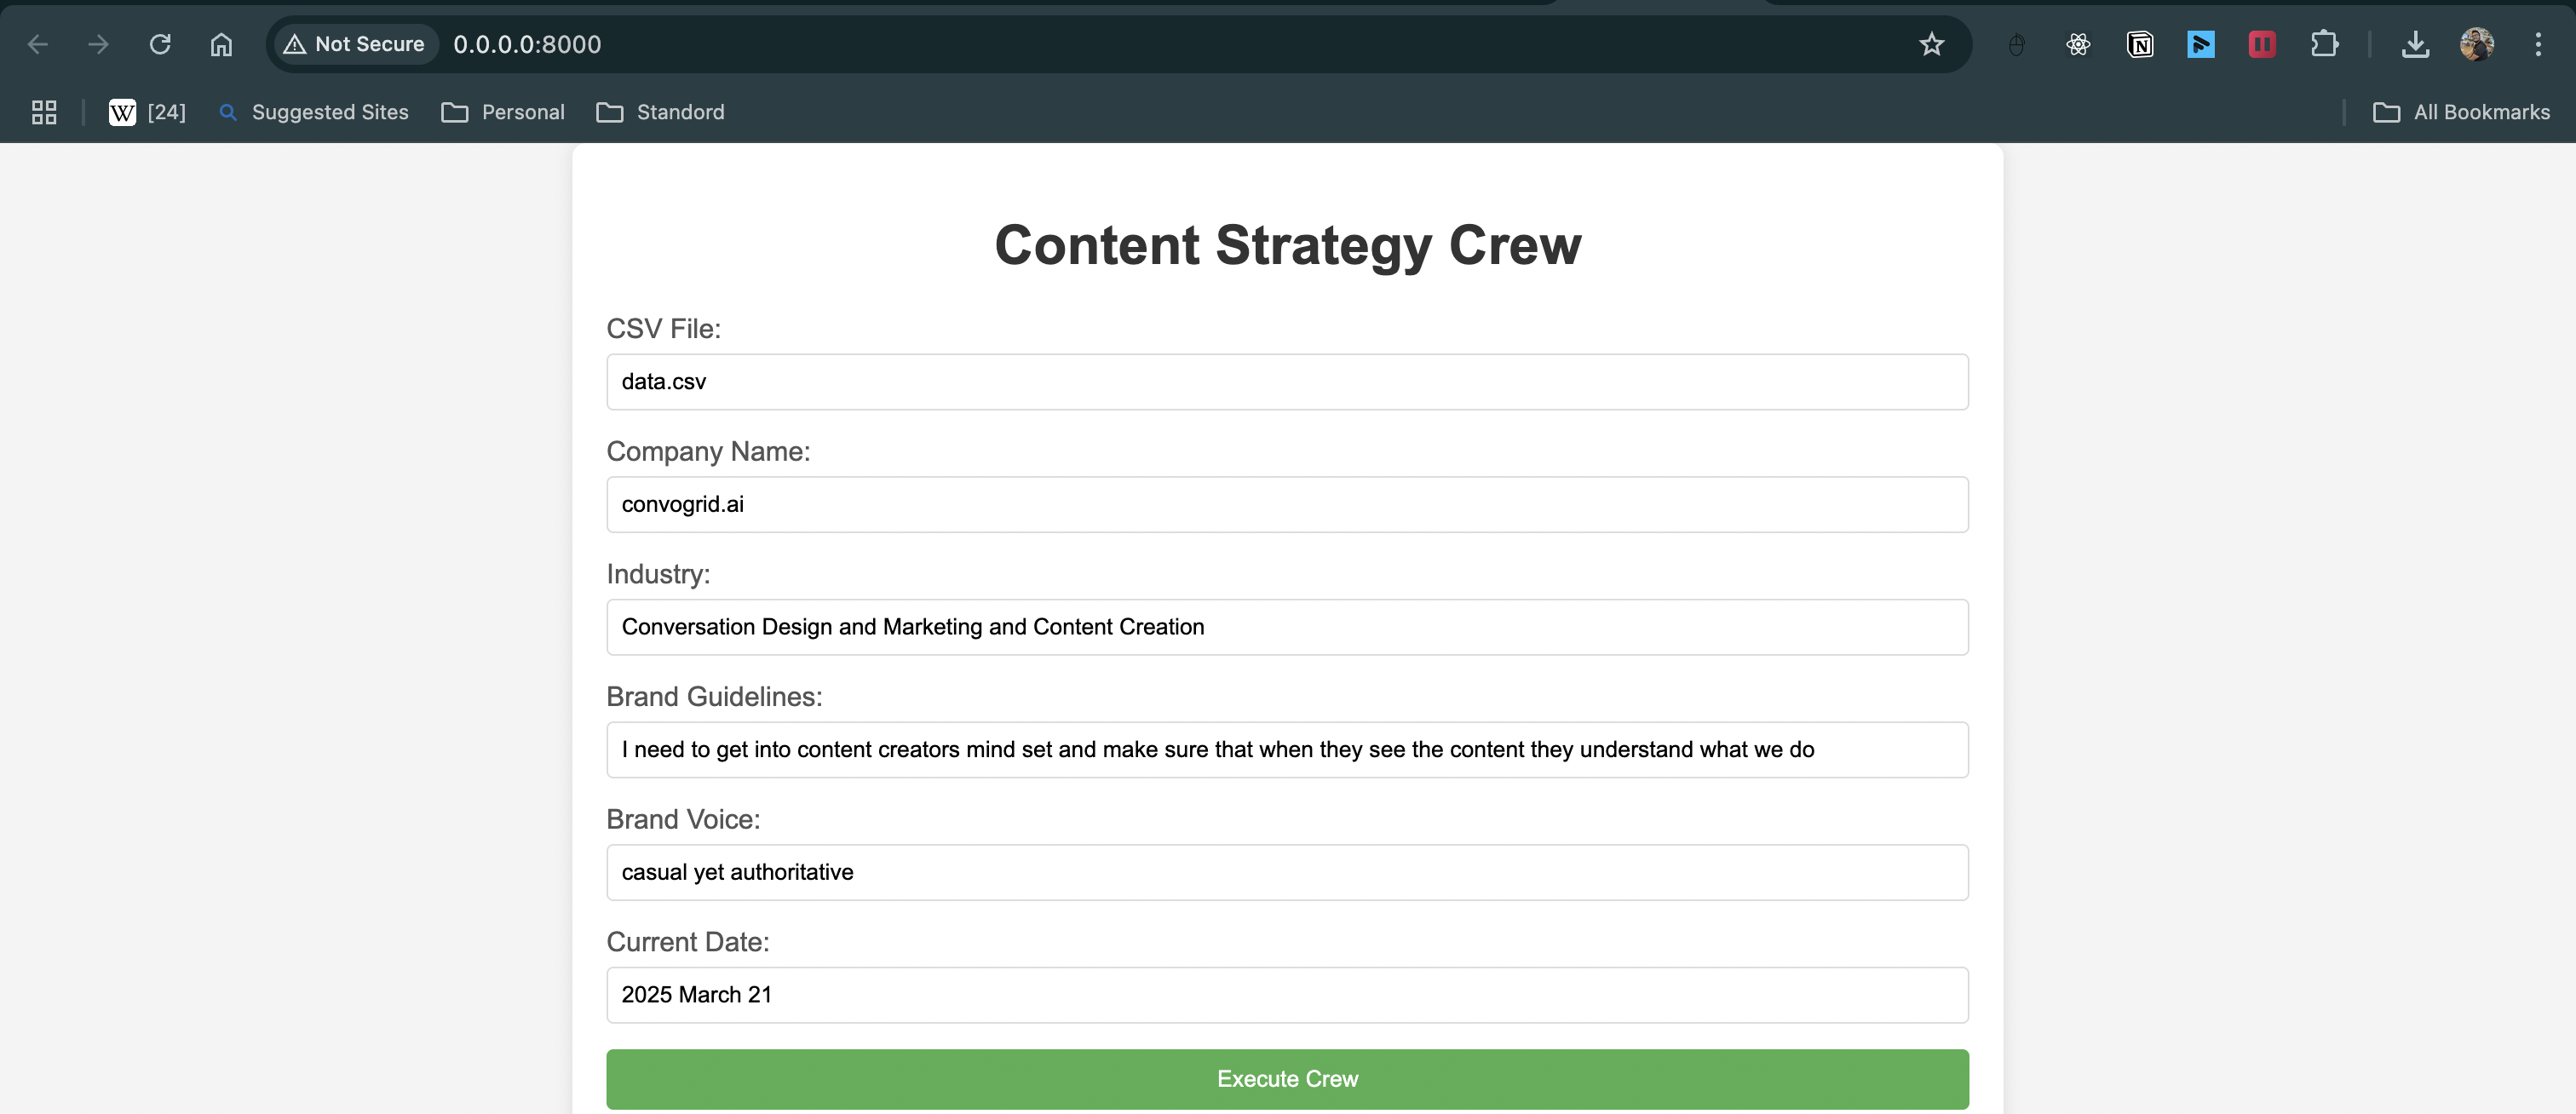 Not Secure 0.0.0.0:8000
W [24] Suggested Sites Personal Standord All Bookmarks
Content Strategy Crew
CSV File:
data.csv
Company Name:
convogrid.ai
Industry:
Conversation Design and Marketing and Content Creation
Brand Guidelines:
I need to get into content creators mind set and make sure that when they see the content they understand what we do
Brand Voice:
casual yet authoritative
Current Date:
2025 March 21
Execute Crew